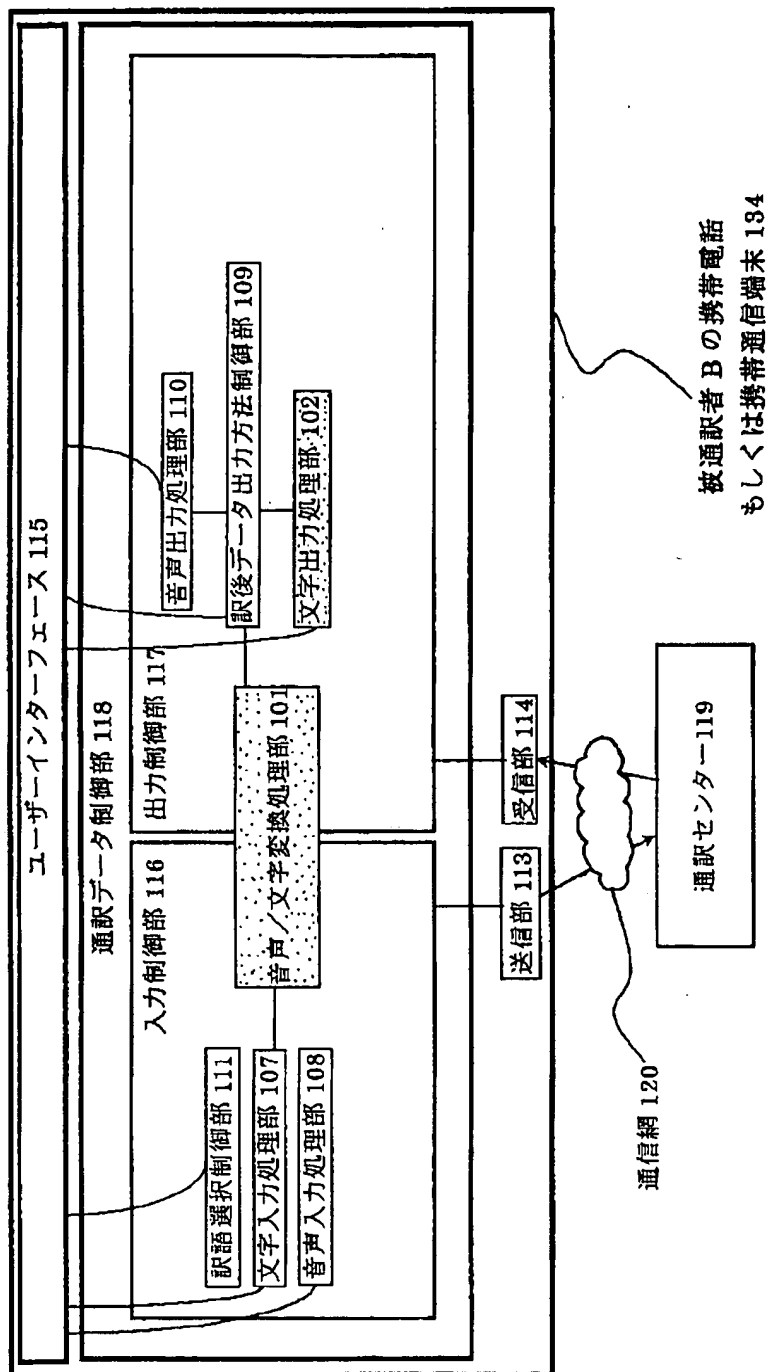 ユーザーインターフェース 115
通訳データ制御部 118
入力制御部 116
出力制御部 117
訳語選択制御部 111
文字入力処理部 107
音声入力処理部 108
音声／文字変換処理部 101
音声出力処理部 110
訳後データ出力方法制御部 109
文字出力処理部 102
送信部 113
受信部 114
通信網 120
通訳センター119
被通訳者 B の携帯電話
もしくは携帯通信端末 134